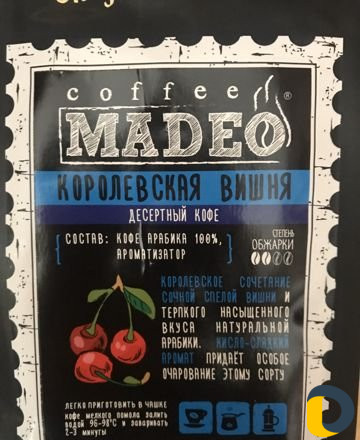 coffee
MADEO®
КОРОЛЕВСКАЯ ВИШНЯ
ДЕСЕРТНЫЙ КОФЕ
СОСТАВ: КОФЕ АРАБИКА 100%,
АРОМАТИЗАТОР
СТЕПЕНЬ
ОБЖАРКИ
КОРОЛЕВСКОЕ СОЧЕТАНИЕ
СОЧНОЙ СПЕЛОЙ ВИШНИ И
ТЕРПКОГО НАСЫЩЕННОГО
ВКУСА НАТУРАЛЬНОЙ
АРАБИКИ. КИСЛО-СЛАДКИЙ
АРОМАТ ПРИДАЁТ ОСОБОЕ
ОЧАРОВАНИЕ ЭТОМУ СОРТУ
ЛЕГКО ПРИГОТОВИТЬ В ЧАШКЕ
КОФЕ МЕЛКОГО ПОМОЛА ЗАЛИТЬ
ВОДОЙ 96-98°С И ЗАВАРИВАТЬ
2-3 МИНУТЫ